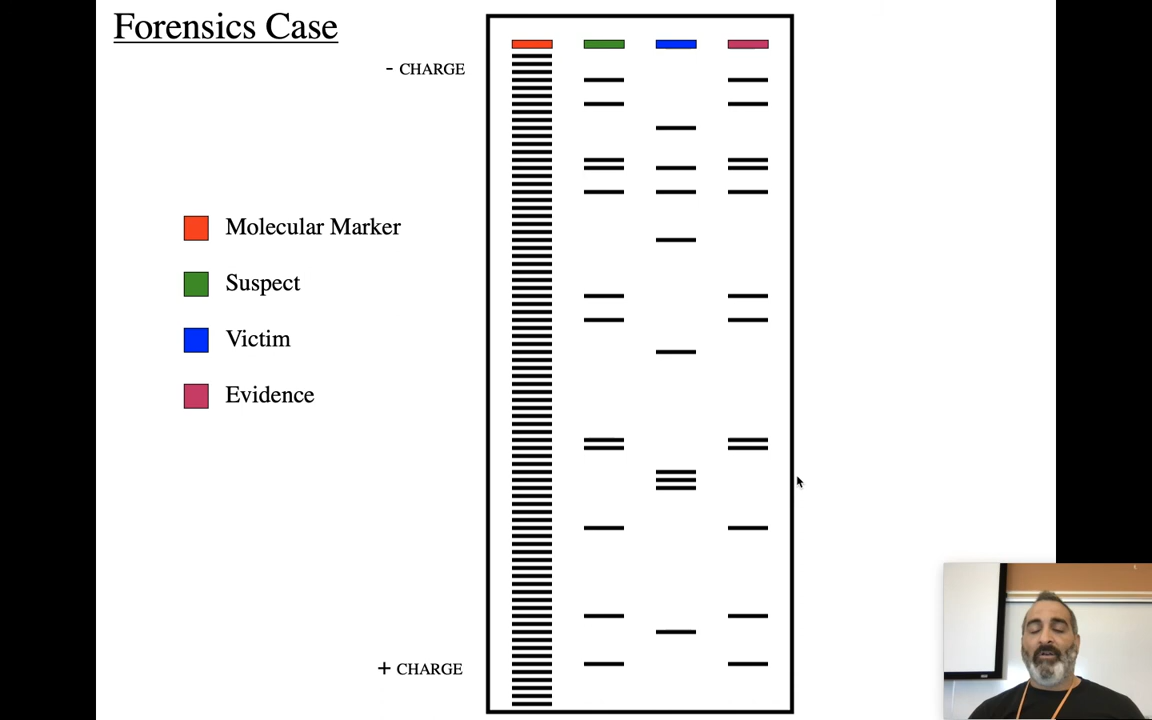 Forensics Case
- CHARGE
Molecular Marker
Suspect
Victim
Evidence
+ CHARGE